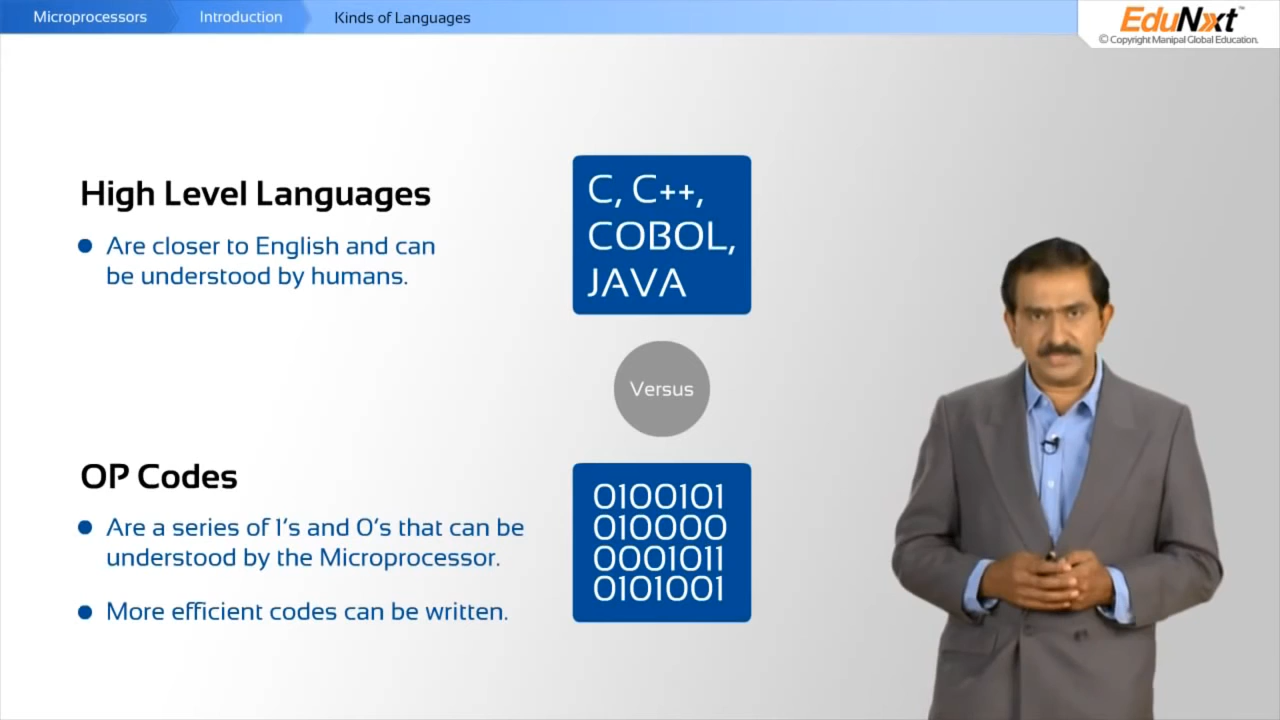 Microprocessors
Introduction
Kinds of Languages
EduNxt™
© Copyright Manipal Global Education.
High Level Languages
Are closer to English and can
be understood by humans.
C, C++,
COBOL,
JAVA
Versus
OP Codes
Are a series of 1's and 0's that can be
understood by the Microprocessor.
More efficient codes can be written.
0100101
010000
0001011
0101001